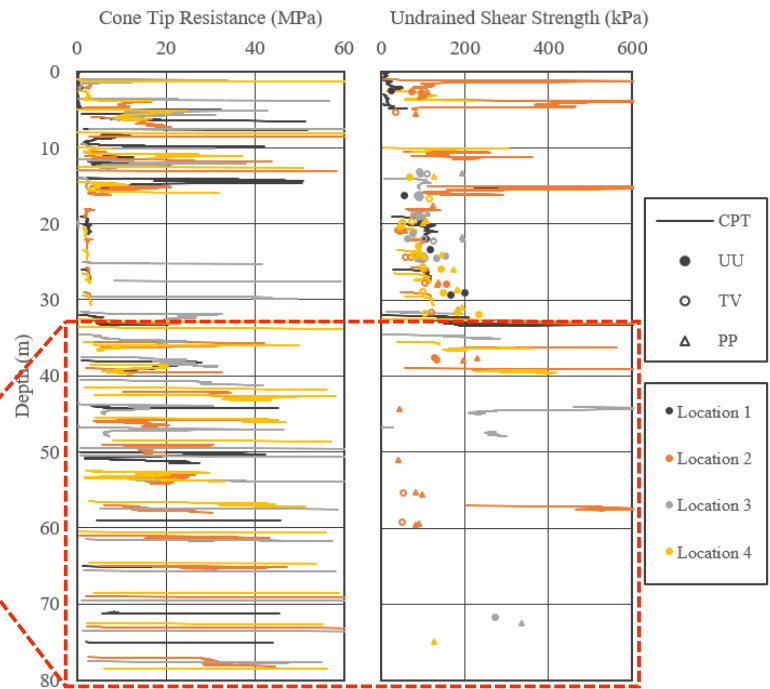 Cone Tip Resistance (MPa)
Undrained Shear Strength (kPa)
0 20 40 60
0 200 400 600
Depth (m)
0
10
20
30
40
50
60
70
80
CPT
UU
TV
PP
Location 1
Location 2
Location 3
Location 4